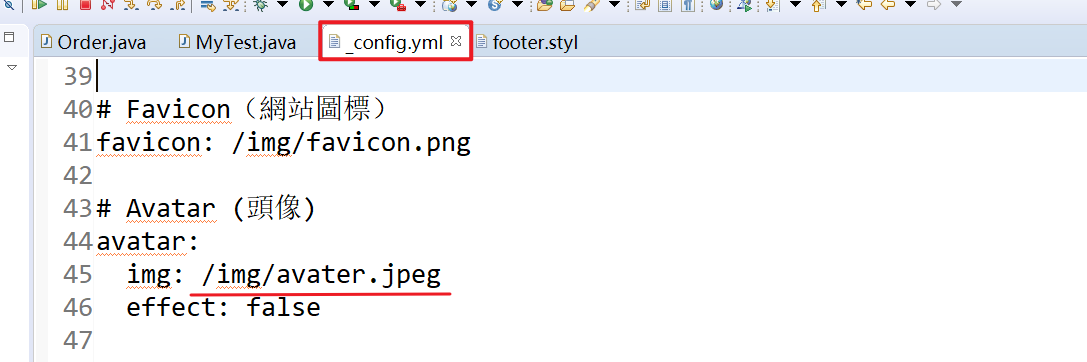 Order.java MyTest.java _config.yml footer.styl
39
40 # Favicon（網站圖標）
41 favicon: /img/favicon.png
42
43 # Avatar (頭像)
44 avatar:
45 img: /img/avater.jpeg
46 effect: false
47